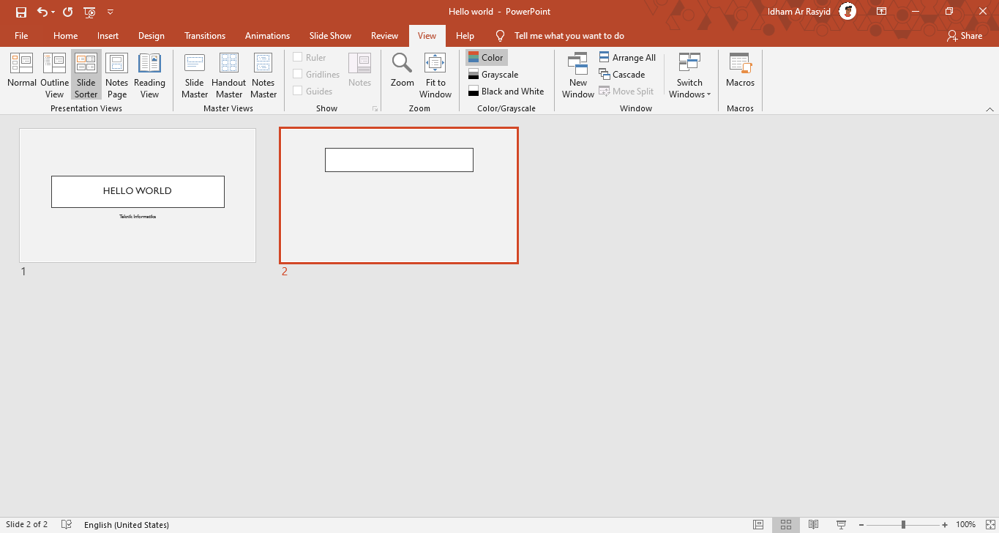 Hello world - PowerPoint
Idham Ar Rasyid
File Home Insert Design Transitions Animations Slide Show Review View Help Tell me what you want to do Share
Normal
Outline View
Slide Sorter
Notes Page
Reading View
Presentation Views
Slide Master
Handout Master
Notes Master
Master Views
Ruler
Gridlines
Guides
Notes
Show
Zoom
Fit to Window
Zoom
Color
Grayscale
Black and White
Color/Grayscale
New Window
Arrange All
Cascade
Move Split
Switch Windows
Window
Macros
Macros
HELLO WORLD
Teknik Informatika
1
2
Slide 2 of 2
English (United States)
100%